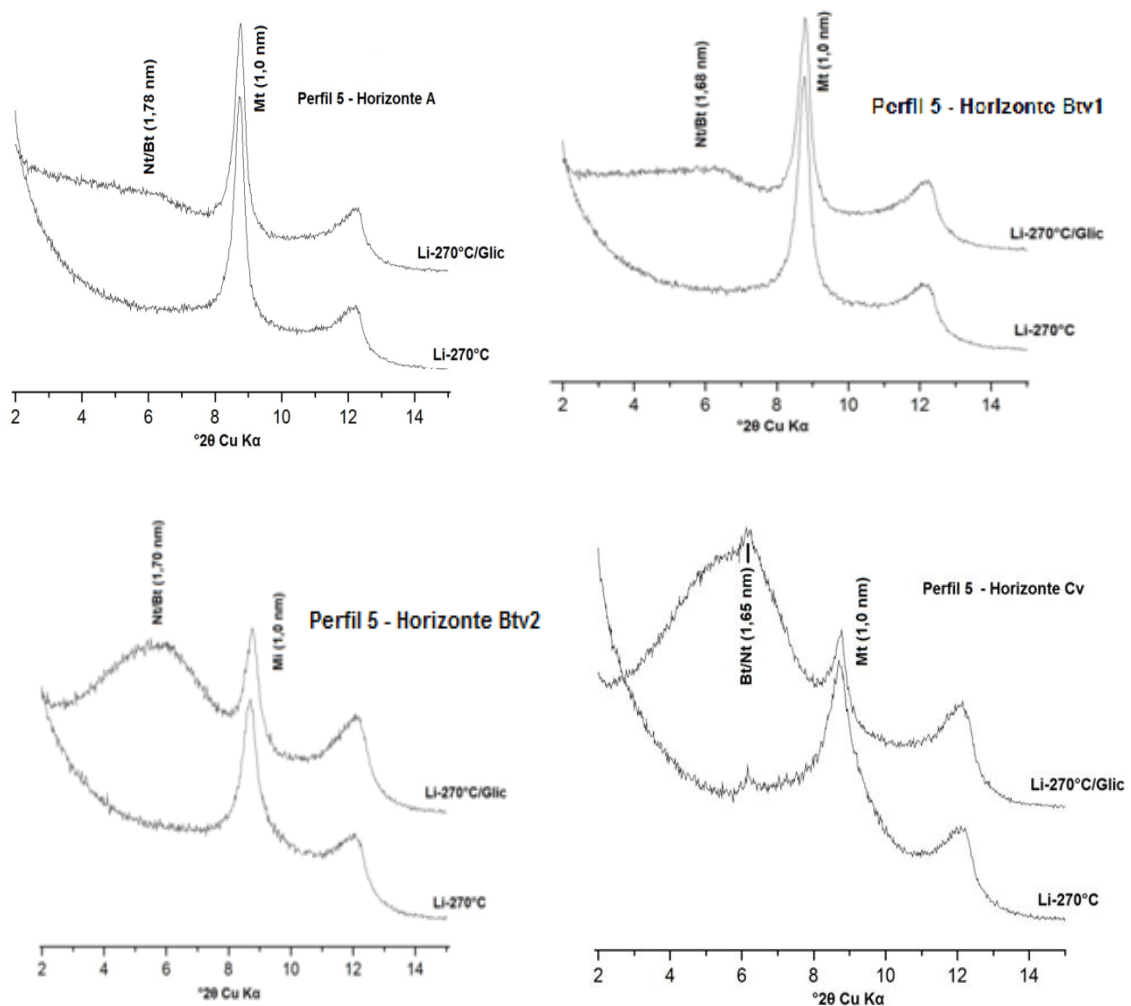 Nt/Bt (1,78 nm)
Mt (1,0 nm)
Perfil 5 - Horizonte A
Li-270°C/Glic
Li-270°C
2 4 6 8 10 12 14
°2θ Cu Kα
Nt/Bt (1,68 nm)
Mt (1,0 nm)
Perfil 5 - Horizonte Btv1
Li-270°C/Glic
Li-270°C
2 4 6 8 10 12 14
°2θ Cu Kα
Nt/Bt (1,70 nm)
Mi (1,0 nm)
Perfil 5 - Horizonte Btv2
Li-270°C/Glic
Li-270°C
2 4 6 8 10 12 14
°2θ Cu Kα
Bt/Nt (1,65 nm)
Mt (1,0 nm)
Perfil 5 - Horizonte Cv
Li-270°C/Glic
Li-270°C
2 4 6 8 10 12 14
°2θ Cu Kα